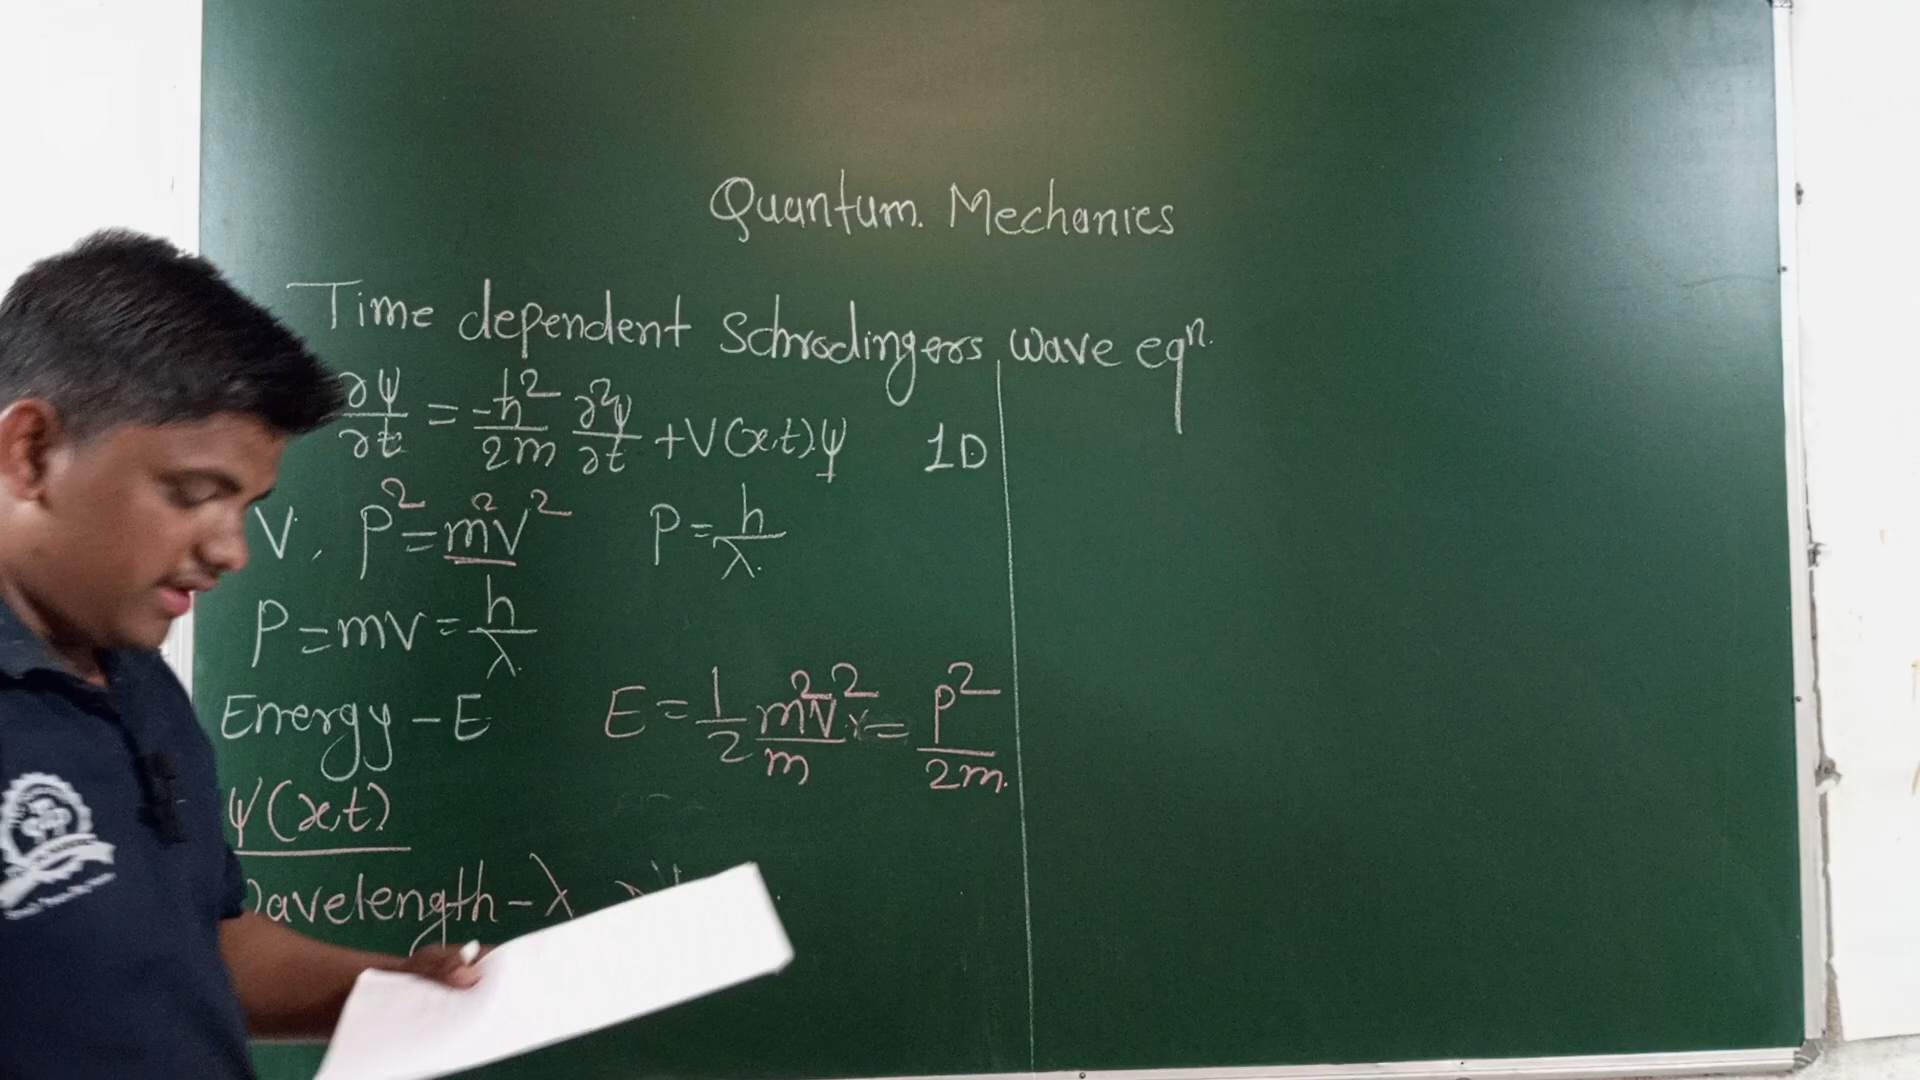 Quantum. Mechanics
Time dependent Schrodingers wave eqn.
∂ψ/∂t = -ħ²/2m ∂²ψ/∂t + V(x,t).ψ 1D
V, P² = m²V² P = h/λ.
P = mv = h/λ.
Energy - E E = 1/2 m²V²/m = P²/2m.
ψ(x,t)
wavelength - λ